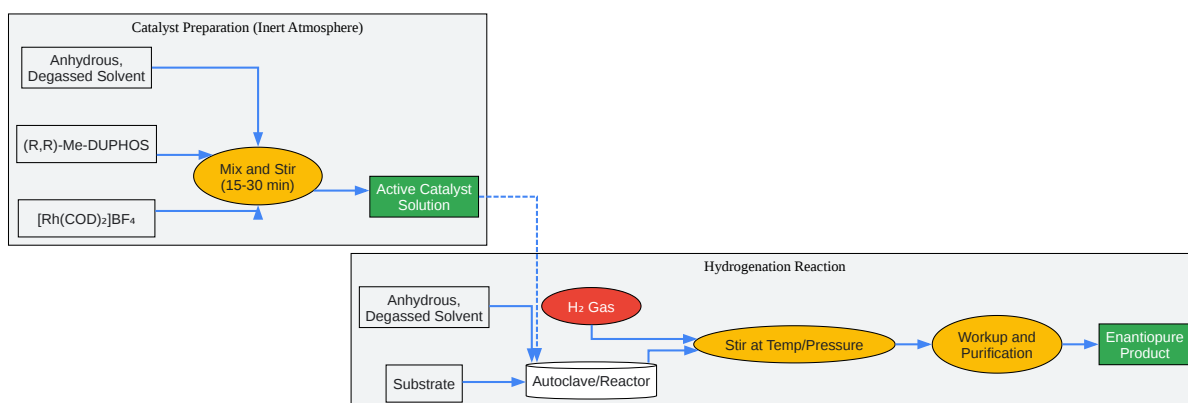 Catalyst Preparation (Inert Atmosphere)
Anhydrous,
Degassed Solvent
(R,R)-Me-DUPHOS
Mix and Stir
(15-30 min)
[Rh(COD)₂]BF₄
Active Catalyst
Solution
Hydrogenation Reaction
Anhydrous,
Degassed Solvent
H₂ Gas
Stir at Temp/Pressure
Workup and
Purification
Enantiopure
Product
Substrate
Autoclave/Reactor